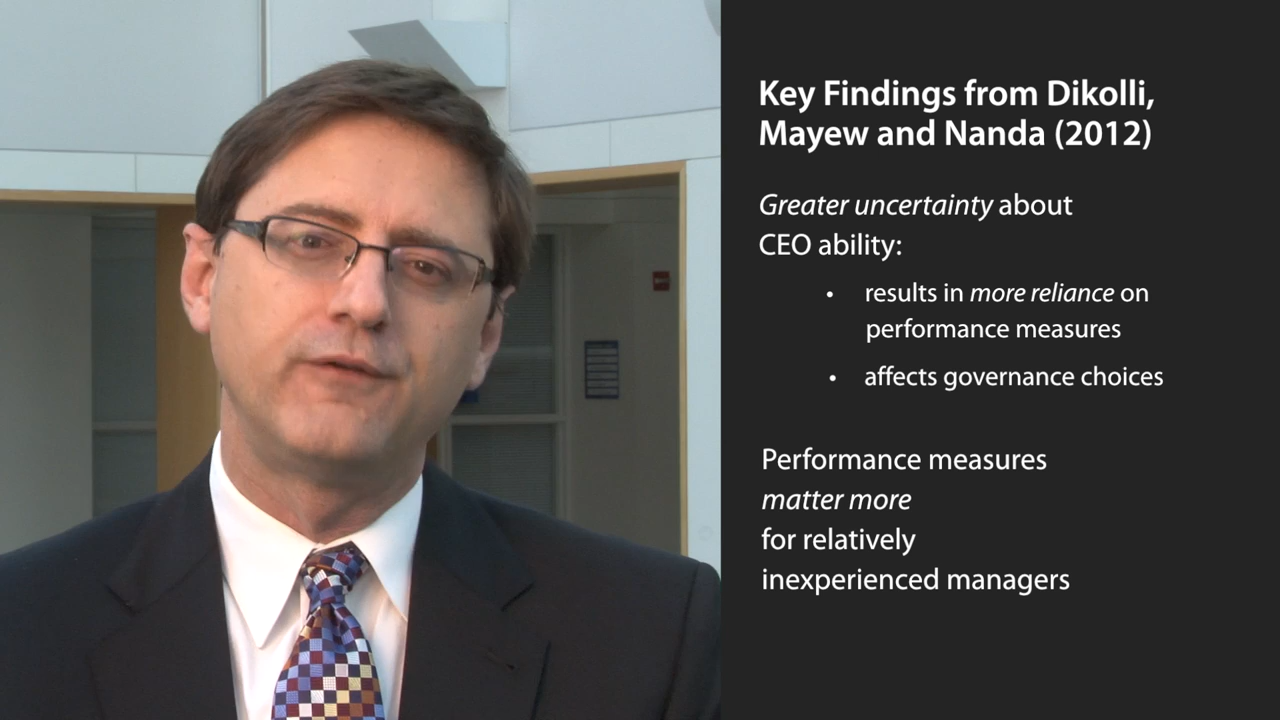 Key Findings from Dikolli,
Mayew and Nanda (2012)
Greater uncertainty about
CEO ability:
• results in more reliance on
performance measures
• affects governance choices
Performance measures
matter more
for relatively
inexperienced managers